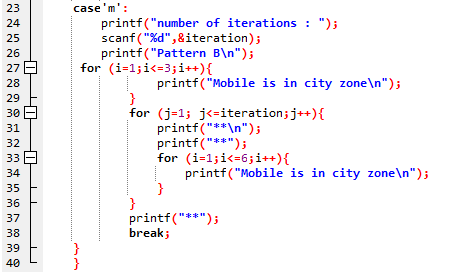 23 case'm':
24 printf("number of iterations : ");
25 scanf("%d",&iteration);
26 printf("Pattern B\n");
27 for (i=1;i<=3;i++){
28 printf("Mobile is in city zone\n");
29 }
30 for (j=1; j<=iteration;j++){
31 printf("**\n");
32 printf("**");
33 for (i=1;i<=6;i++){
34 printf("Mobile is in city zone\n");
35 }
36 }
37 printf("**");
38 break;
39 }
40 }